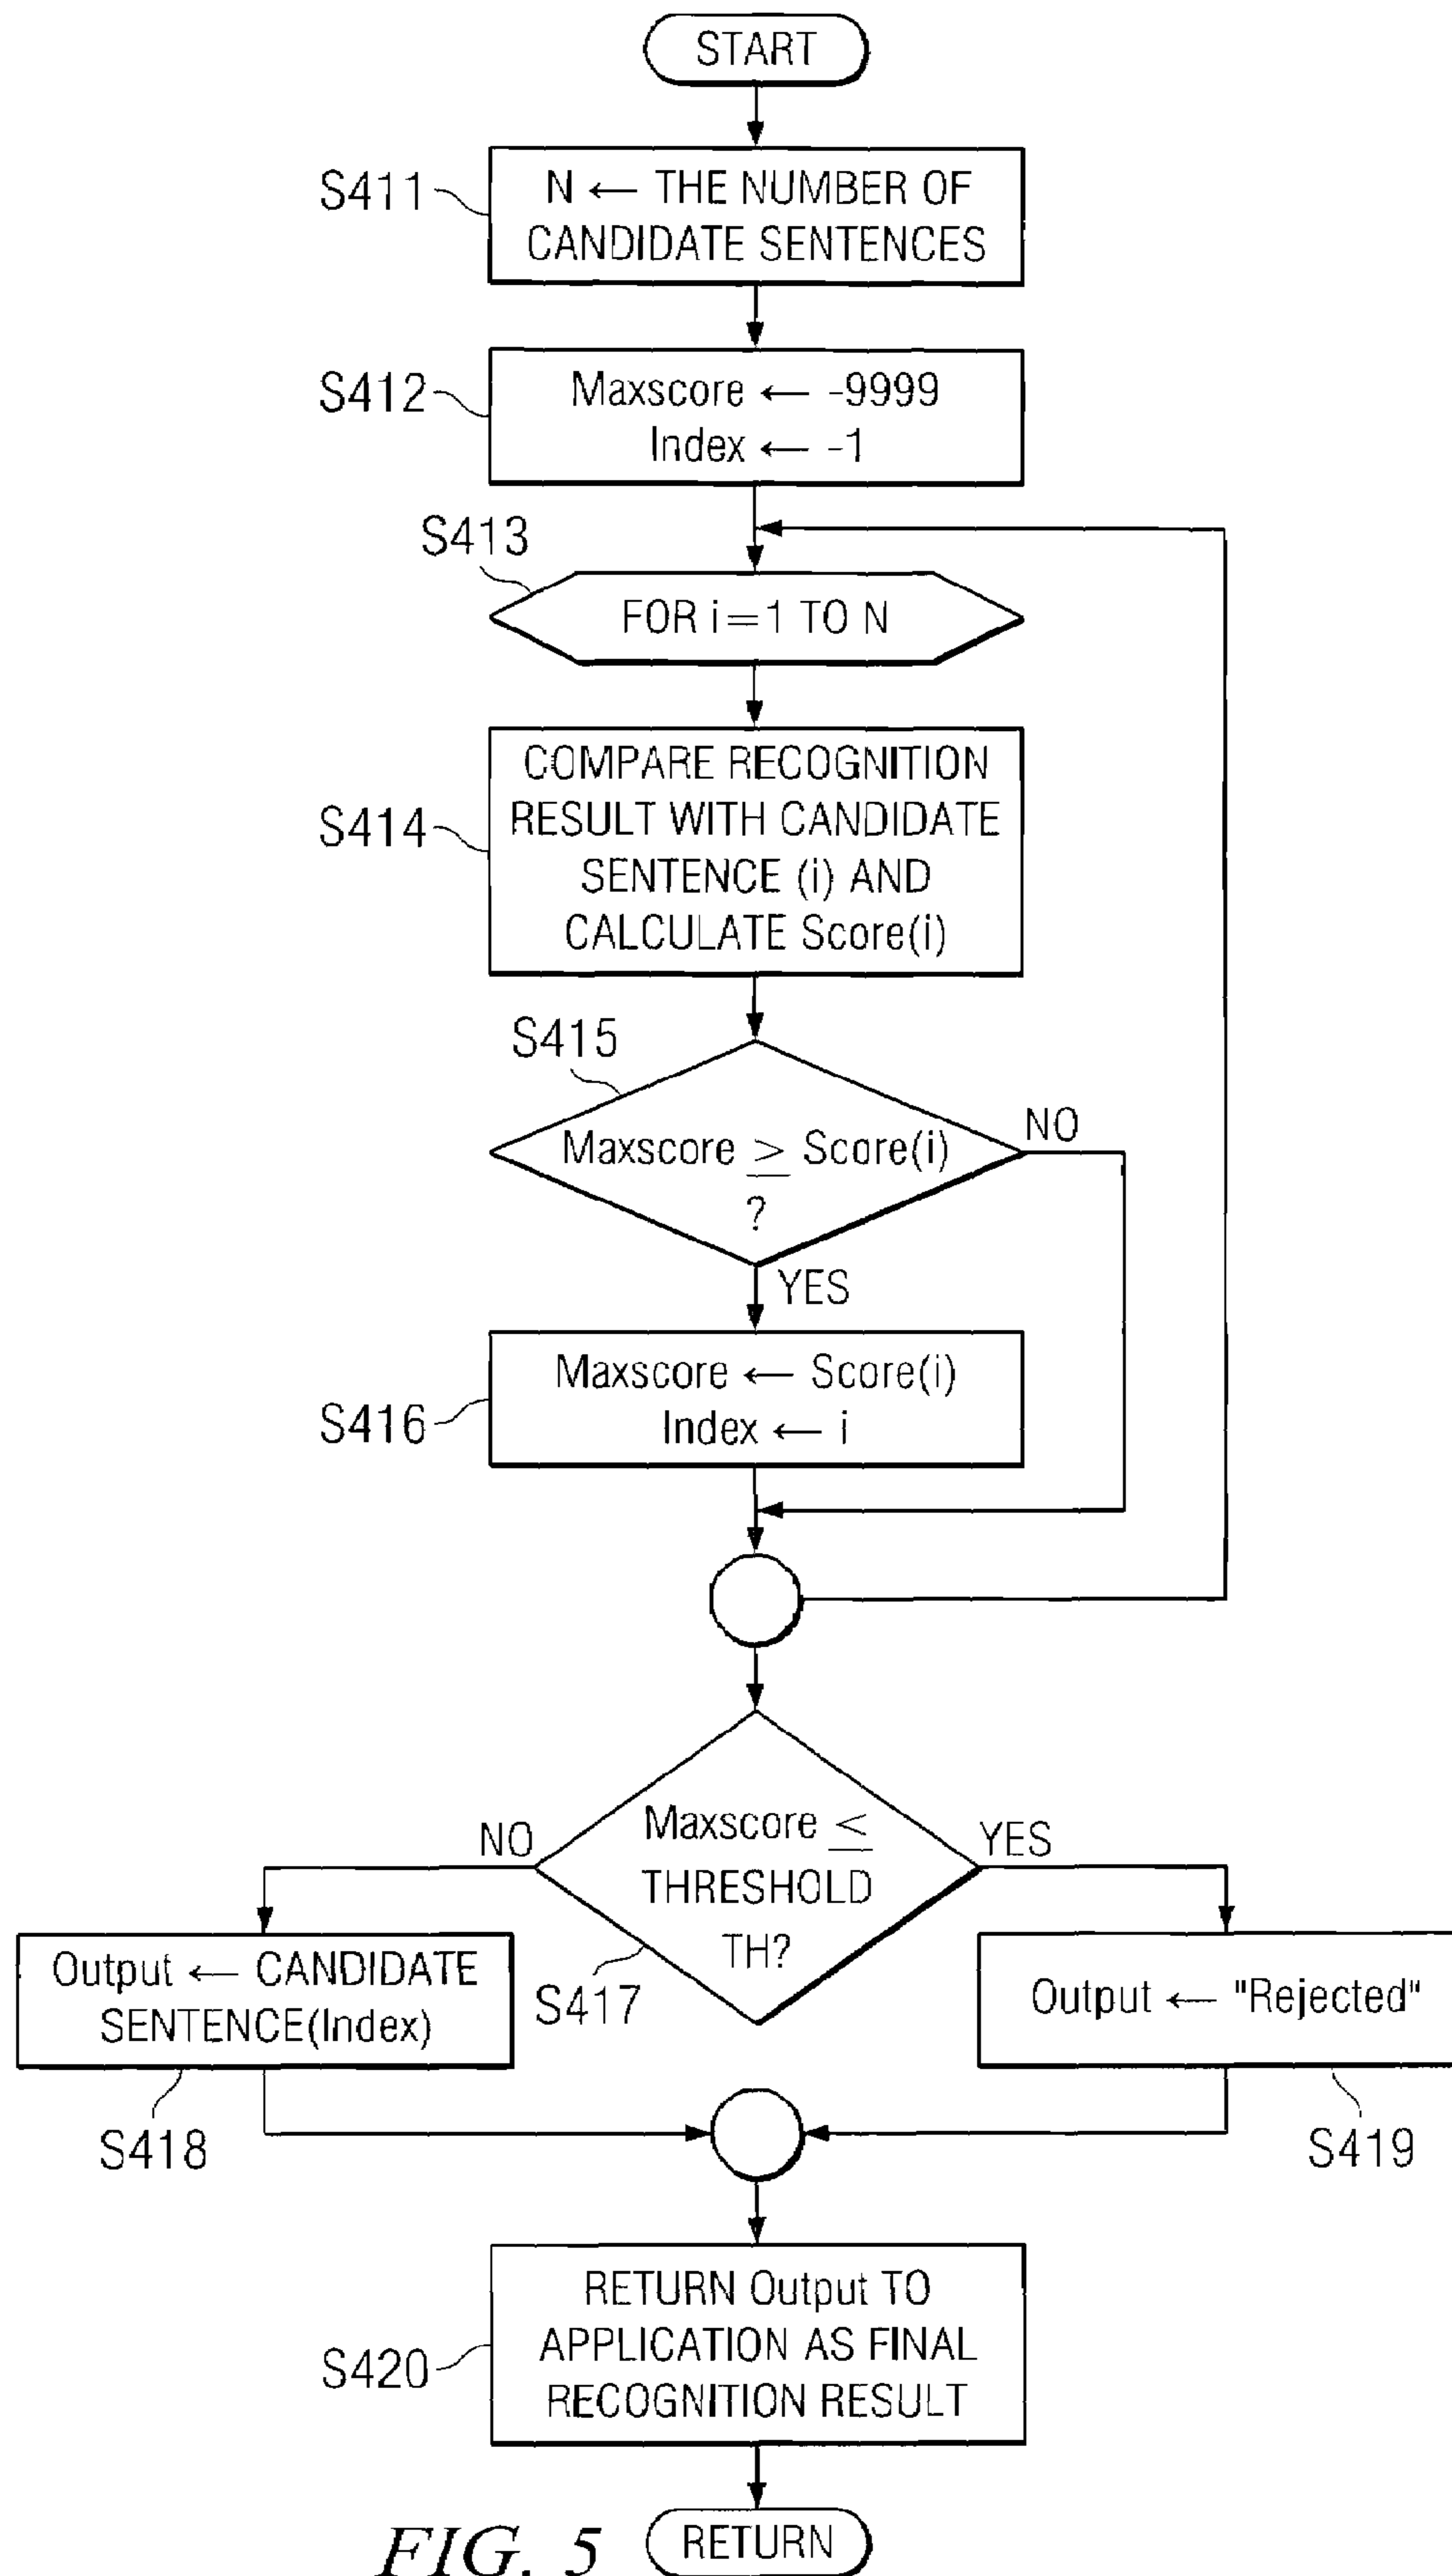 START
S411
N ← THE NUMBER OF
CANDIDATE SENTENCES
S412
Maxscore ← -9999
Index ← -1
S413
FOR i=1 TO N
S414
COMPARE RECOGNITION
RESULT WITH CANDIDATE
SENTENCE (i) AND
CALCULATE Score(i)
S415
Maxscore ≥ Score(i)
?
NO
YES
S416
Maxscore ← Score(i)
Index ← i
Maxscore ≤
THRESHOLD
TH?
NO
YES
S417
Output ← CANDIDATE
SENTENCE(Index)
S418
Output ← "Rejected"
S419
S420
RETURN Output TO
APPLICATION AS FINAL
RECOGNITION RESULT
RETURN
FIG. 5